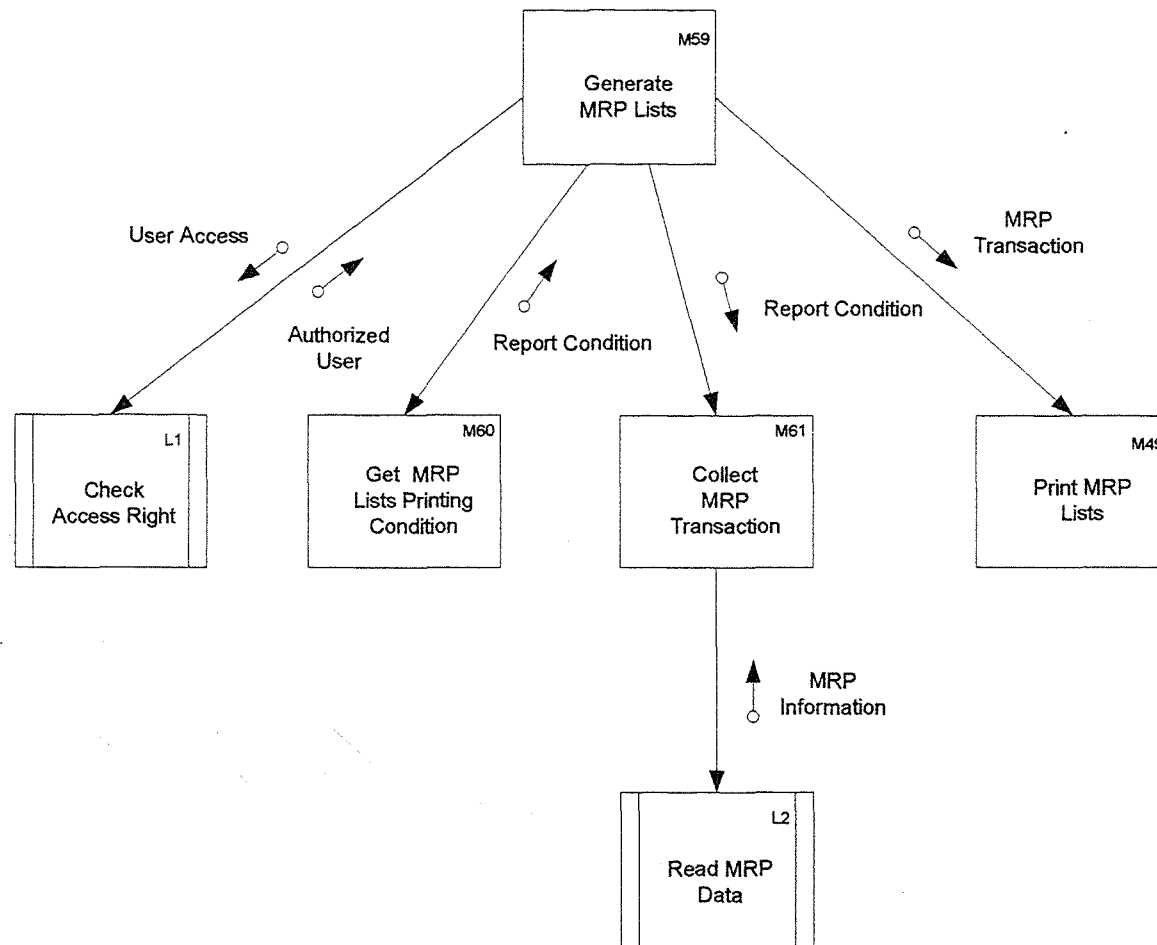 M59
Generate
MRP Lists
User Access
MRP
Transaction
Authorized
User
Report Condition
Report Condition
L1
Check
Access Right
M60
Get MRP
Lists Printing
Condition
M61
Collect
MRP
Transaction
Print MRP
Lists
MRP
Information
L2
Read MRP
Data